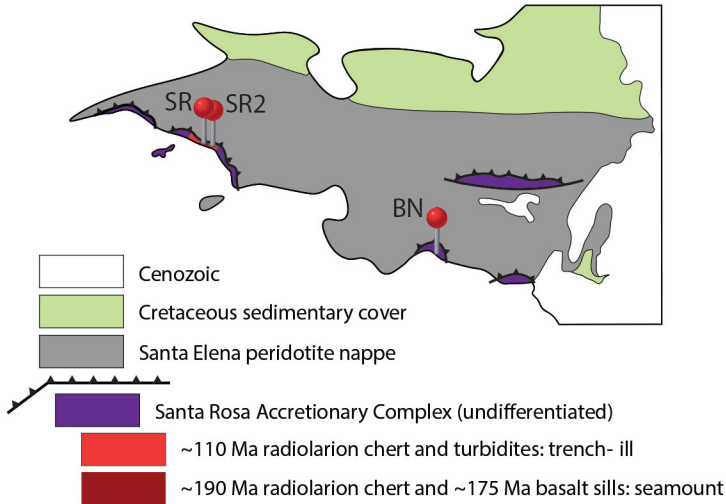 SR SR2
BN
Cenozoic
Cretaceous sedimentary cover
Santa Elena peridotite nappe
Santa Rosa Accretionary Complex (undifferentiated)
~110 Ma radiolarion chert and turbidites: trench- ill
~190 Ma radiolarion chert and ~175 Ma basalt sills: seamount